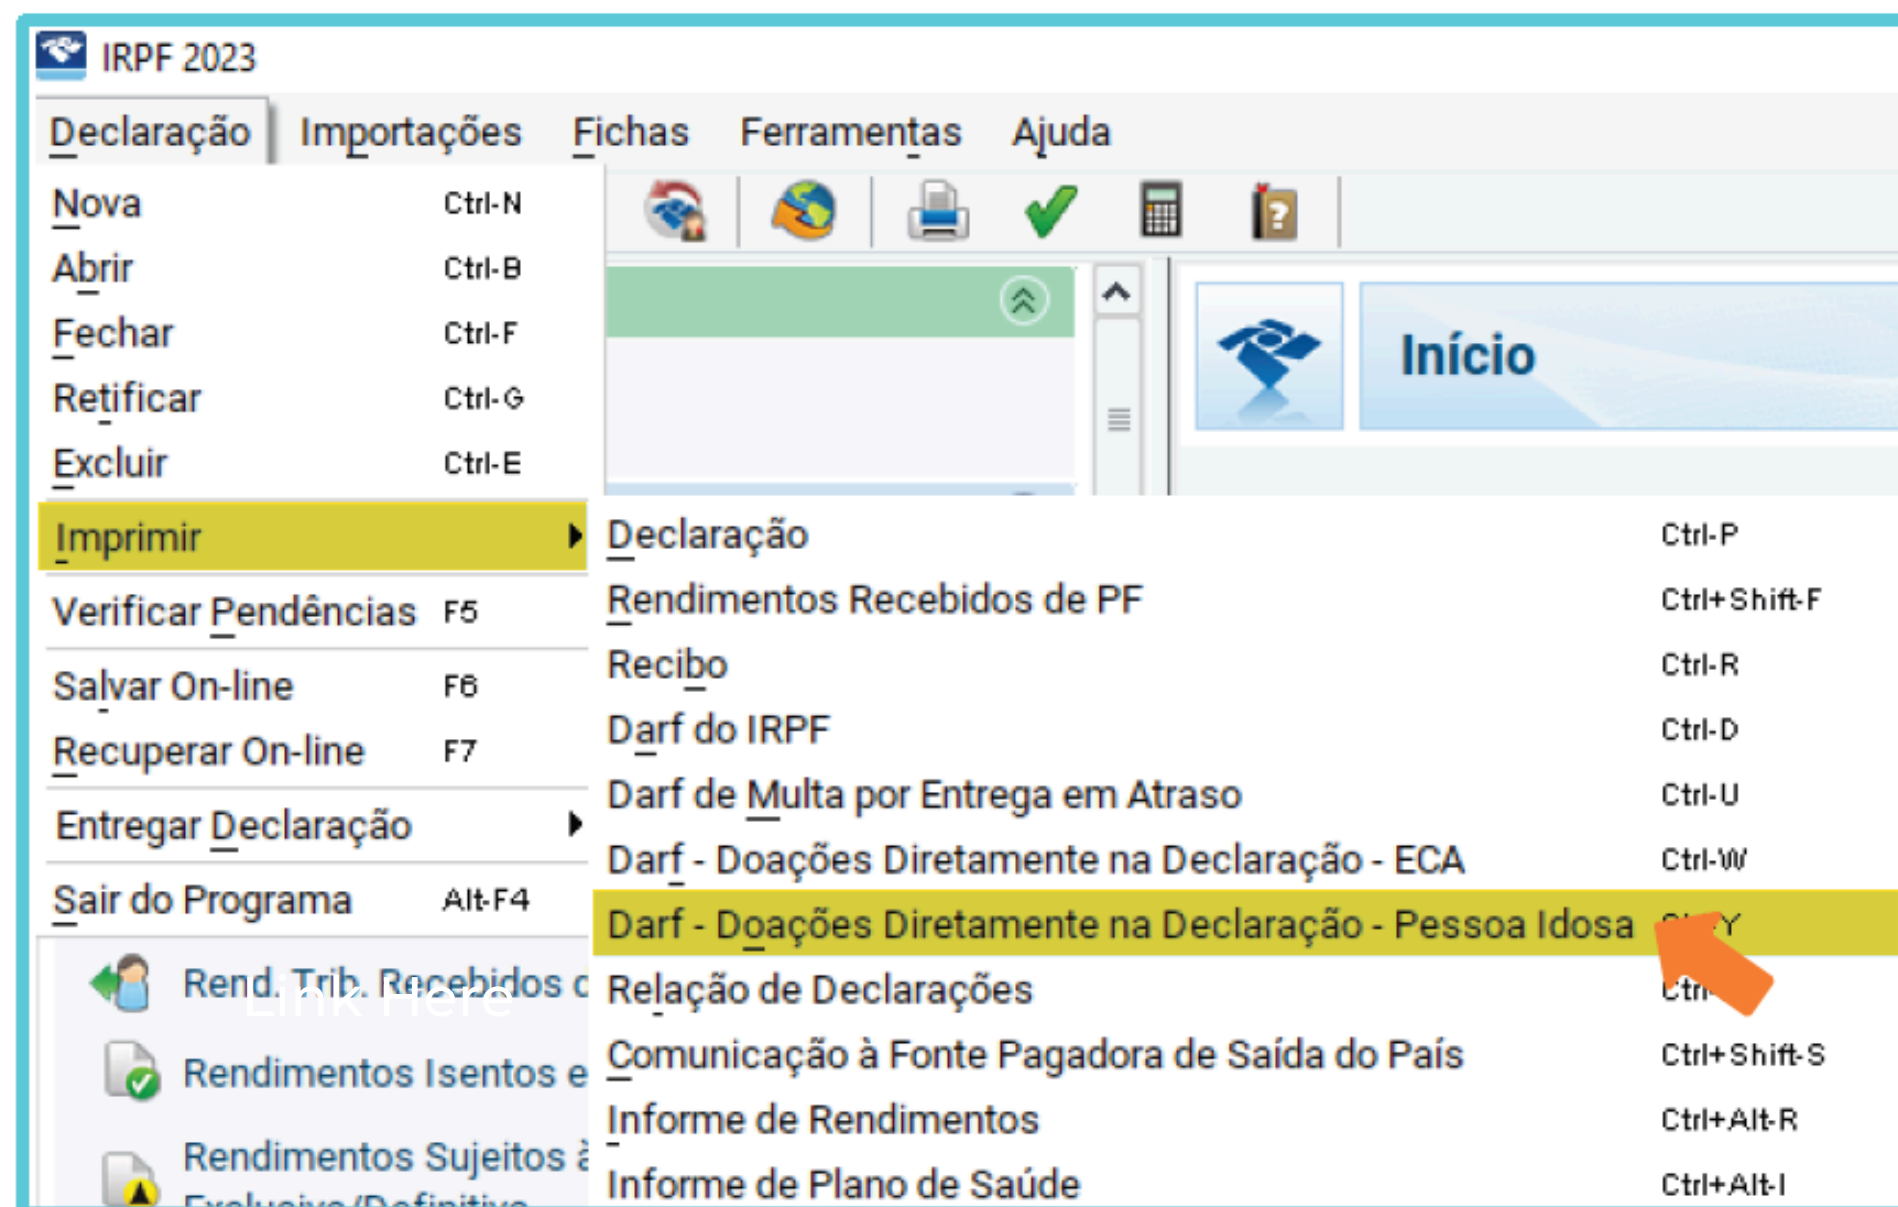 IRPF 2023
Declaração Importações Fichas Ferramentas Ajuda
Nova Ctrl-N
Abrir Ctrl-B
Fechar Ctrl-F
Retificar Ctrl-G
Excluir Ctrl-E
Início
Imprimir
Verificar Pendências F5
Salvar On-line F6
Recuperar On-line F7
Entregar Declaração
Sair do Programa Alt-F4
Declaração Ctrl-P
Rendimentos Recebidos de PF Ctrl+Shift-F
Recibo Ctrl-R
Darf do IRPF Ctrl-D
Darf de Multa por Entrega em Atraso Ctrl-U
Darf - Doações Diretamente na Declaração - ECA Ctrl-W
Darf - Doações Diretamente na Declaração - Pessoa Idosa
Relação de Declarações
Comunicação à Fonte Pagadora de Saída do País Ctrl+Shift-S
Informe de Rendimentos Ctrl+Alt-R
Informe de Plano de Saúde Ctrl+Alt-I
Rend. Trib. Recebidos
Link Here
Rendimentos Isentos e
Rendimentos Sujeitos à
Exclusiva/Definitiva